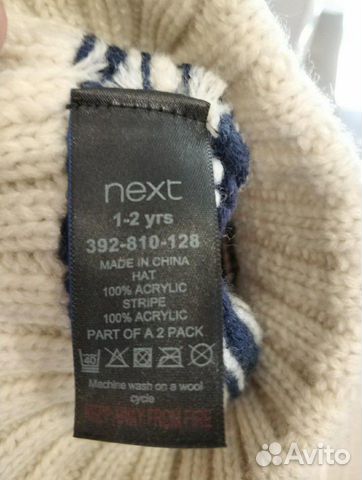 next
1-2 yrs
392-810-128
MADE IN CHINA
HAT
100% ACRYLIC
STRIPE
100% ACRYLIC
PART OF A 2 PACK
40
Machine wash on a wool
cycle
KEEP AWAY FROM FIRE
Avito